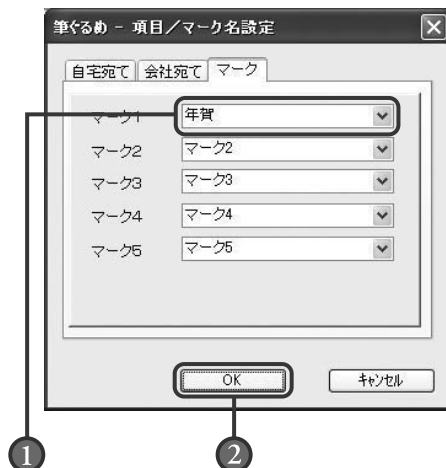 筆ぐるめ - 項目／マーク名設定
自宅宛て 会社宛て マーク
マーク1 年賀
マーク2 マーク2
マーク3 マーク3
マーク4 マーク4
マーク5 マーク5
OK キャンセル
1 2